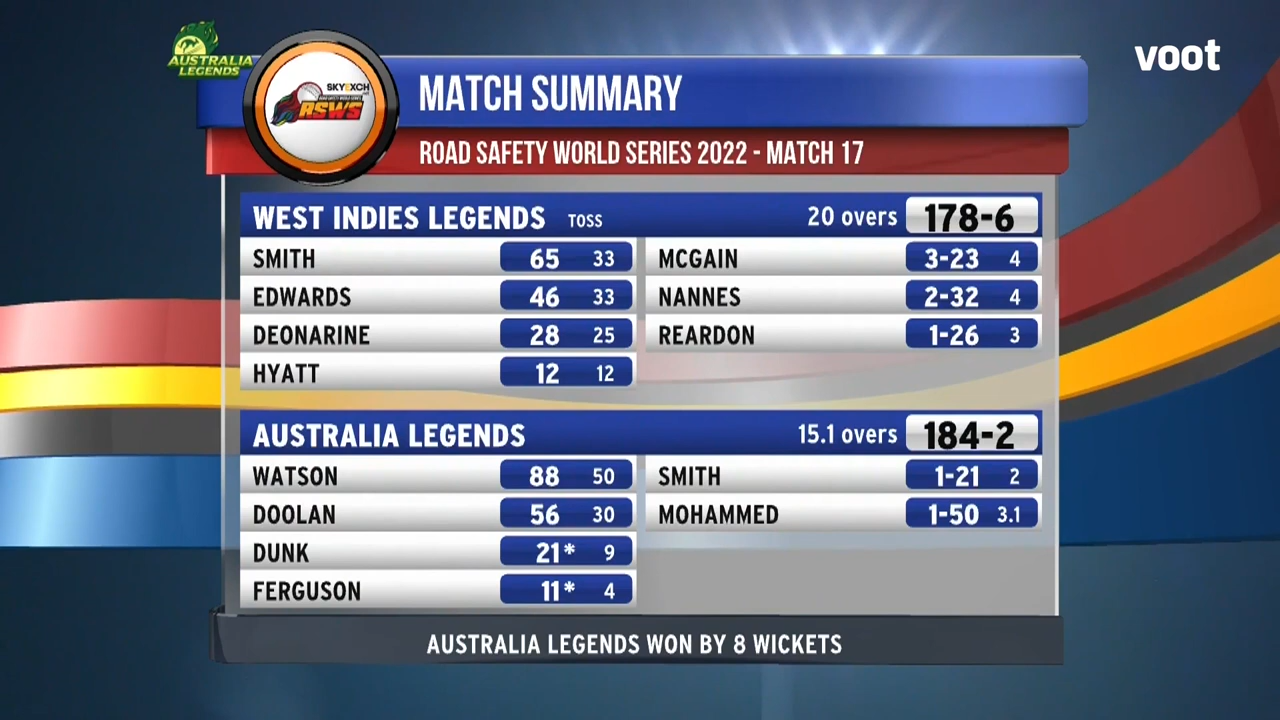 AUSTRALIA
LEGENDS
voot
SKYEXCH
ROAD SAFETY WORLD SERIES
RSWS
MATCH SUMMARY
ROAD SAFETY WORLD SERIES 2022 - MATCH 17
WEST INDIES LEGENDS TOSS 20 overs 178-6
SMITH 65 33 MCGAIN 3-23 4
EDWARDS 46 33 NANNES 2-32 4
DEONARINE 28 25 REARDON 1-26 3
HYATT 12 12
AUSTRALIA LEGENDS 15.1 overs 184-2
WATSON 88 50 SMITH 1-21 2
DOOLAN 56 30 MOHAMMED 1-50 3.1
DUNK 21* 9
FERGUSON 11* 4
AUSTRALIA LEGENDS WON BY 8 WICKETS